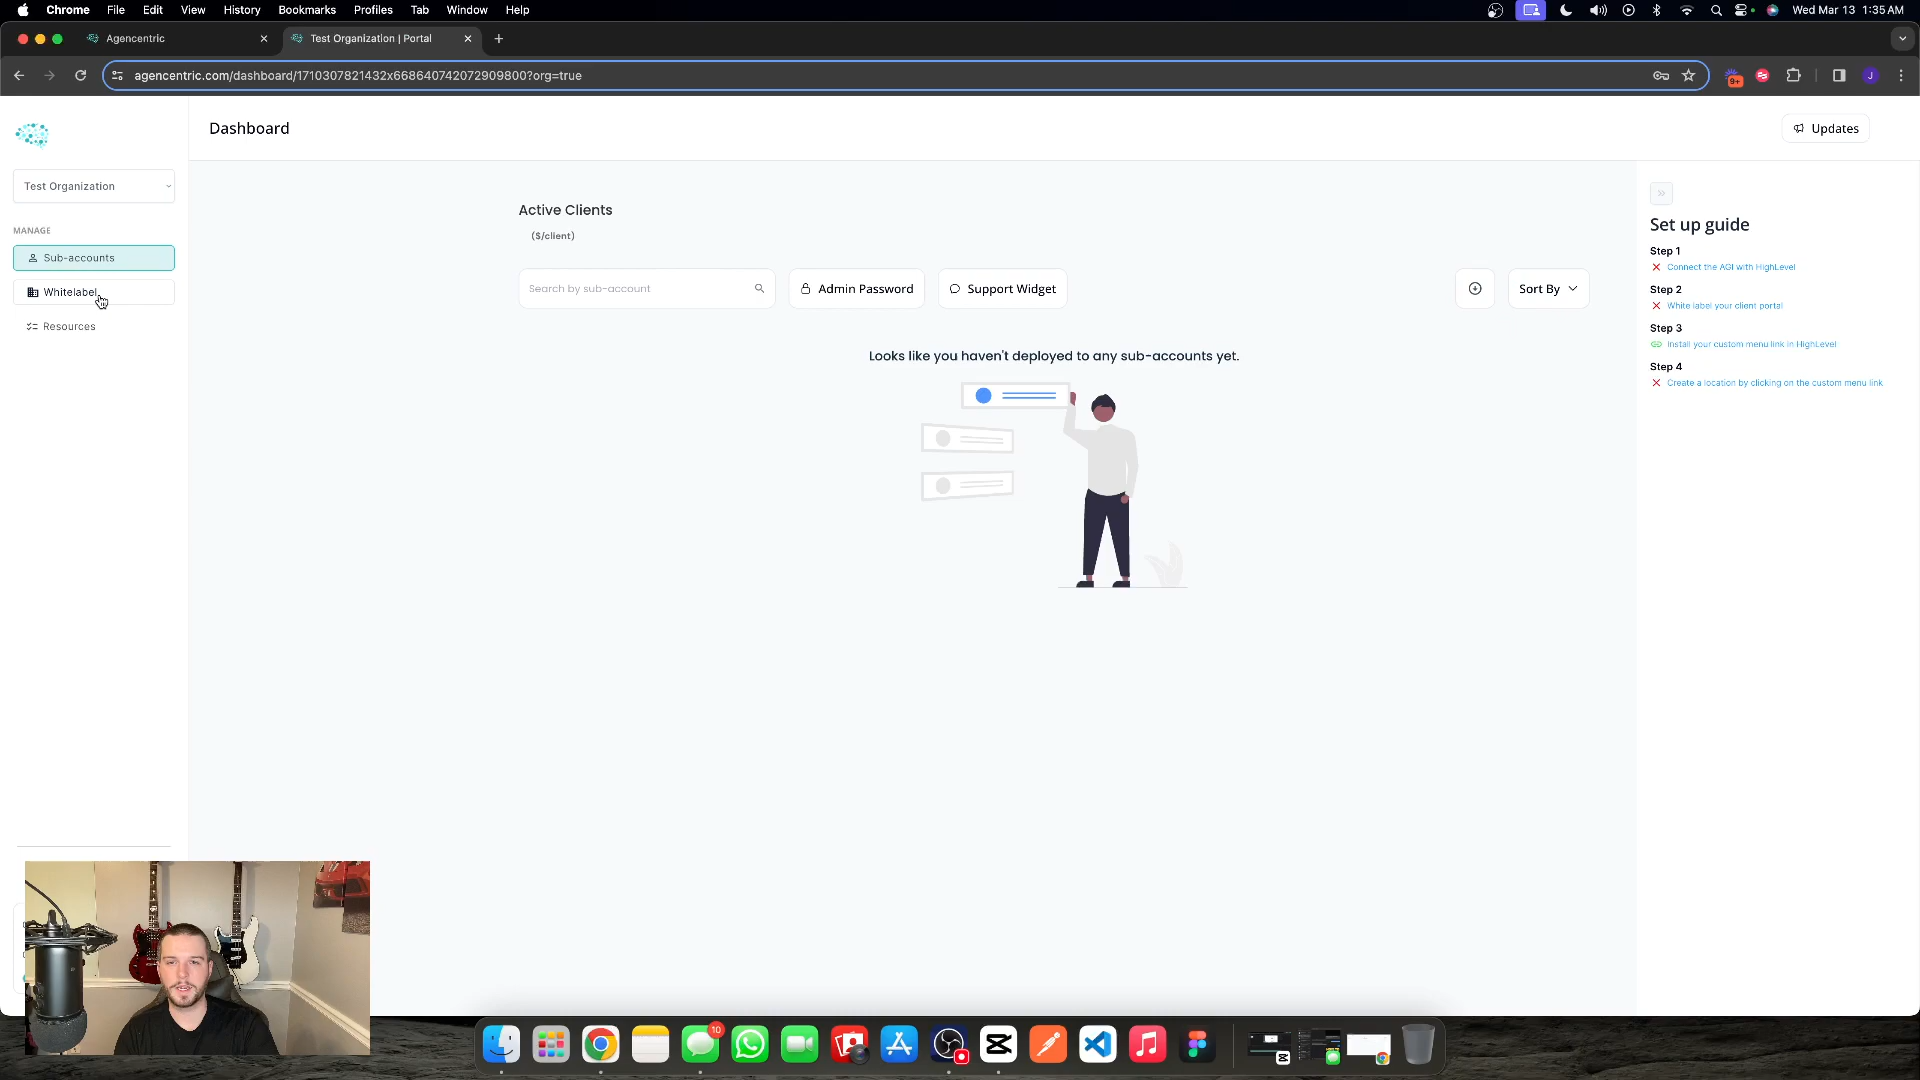 Chrome File Edit View History Bookmarks Profiles Tab Window Help
Wed Mar 13 1:35 AM
Agencentric
Test Organization | Portal
agencentric.com/dashboard/1710307821432x668640742072909800?org=true
9+
J
Dashboard
Updates
Test Organization
MANAGE
Sub-accounts
Whitelabel
Resources
Active Clients
($/client)
Search by sub-account
Admin Password
Support Widget
Sort By
Looks like you haven't deployed to any sub-accounts yet.
Set up guide
Step 1
Connect the AGI with HighLevel
Step 2
White label your client portal
Step 3
Install your custom menu link in HighLevel
Step 4
Create a location by clicking on the custom menu link
10